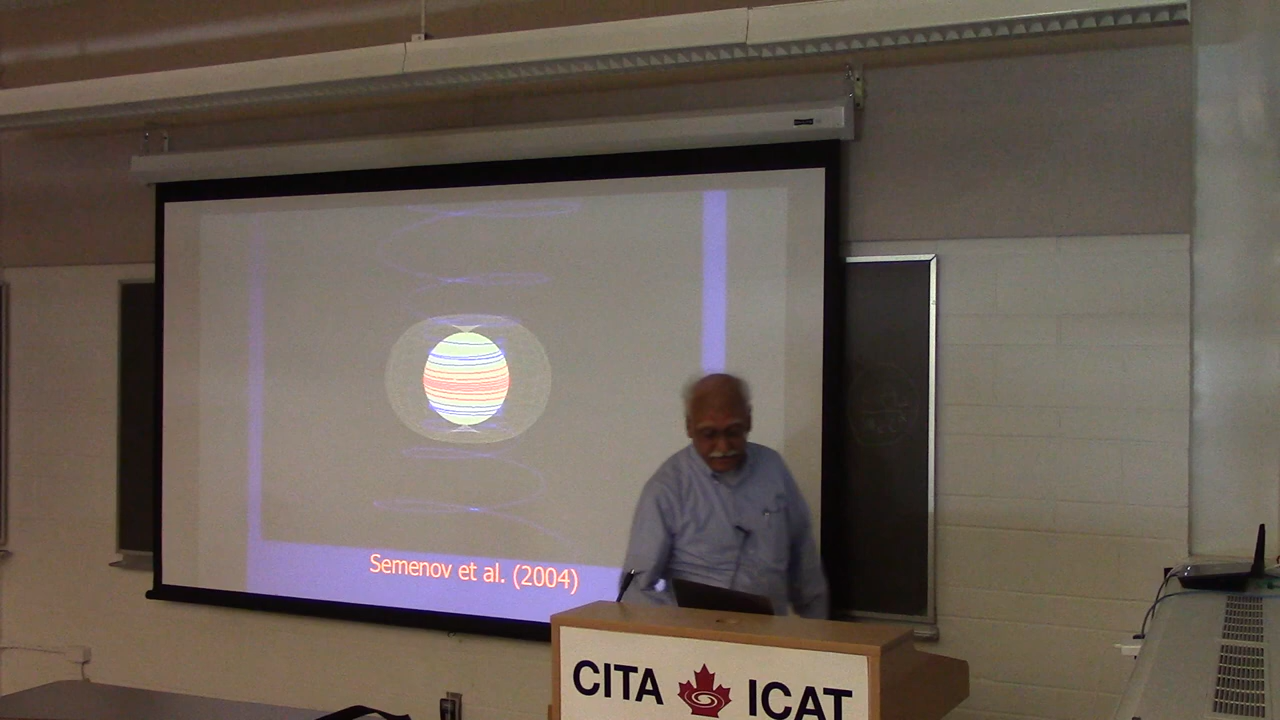 Semenov et al. (2004)
CITA ICAT